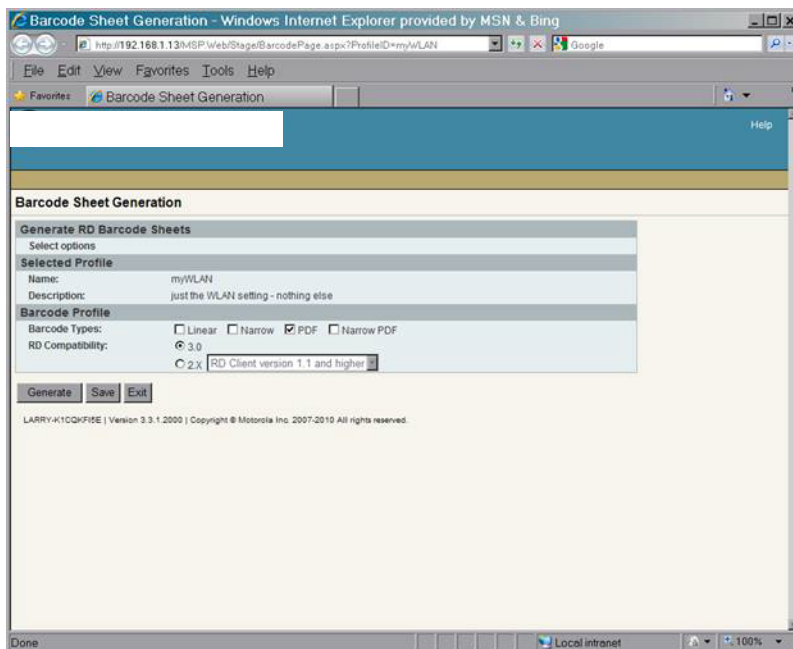 Barcode Sheet Generation - Windows Internet Explorer provided by MSN & Bing
http://192.168.1.13/MSP.Web/Stage/BarcodePage.aspx?ProfileID=myWLAN Google
File Edit View Favorites Tools Help
Favorites Barcode Sheet Generation
Help
Barcode Sheet Generation
Generate RD Barcode Sheets
Select options
Selected Profile
Name: myWLAN
Description: just the WLAN setting - nothing else
Barcode Profile
Barcode Types: Linear Narrow PDF Narrow PDF
RD Compatibility: 3.0
2.X RD Client version 1.1 and higher
Generate Save Exit
LARRY-K1CQKFI5E | Version 3.3.1.2000 | Copyright © Motorola Inc. 2007-2010 All rights reserved.
Done Local intranet 100%